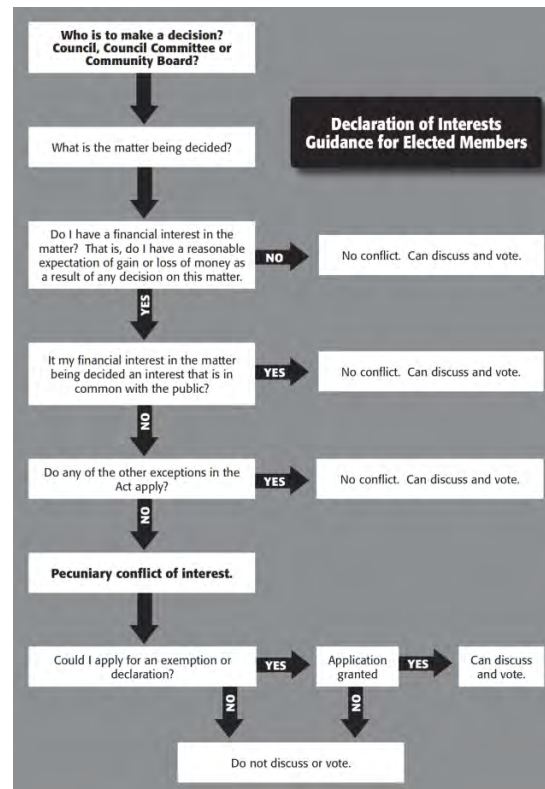 Who is to make a decision?
Council, Council Committee or
Community Board?
Declaration of Interests
Guidance for Elected Members
What is the matter being decided?
Do I have a financial interest in the
matter? That is, do I have a reasonable
expectation of gain or loss of money as
a result of any decision on this matter.
NO
No conflict. Can discuss and vote.
YES
It my financial interest in the matter
being decided an interest that is in
common with the public?
YES
No conflict. Can discuss and vote.
NO
Do any of the other exceptions in the
Act apply?
YES
No conflict. Can discuss and vote.
NO
Pecuniary conflict of interest.
Could I apply for an exemption or
declaration?
YES
Application
granted
YES
Can discuss
and vote.
NO
NO
Do not discuss or vote.